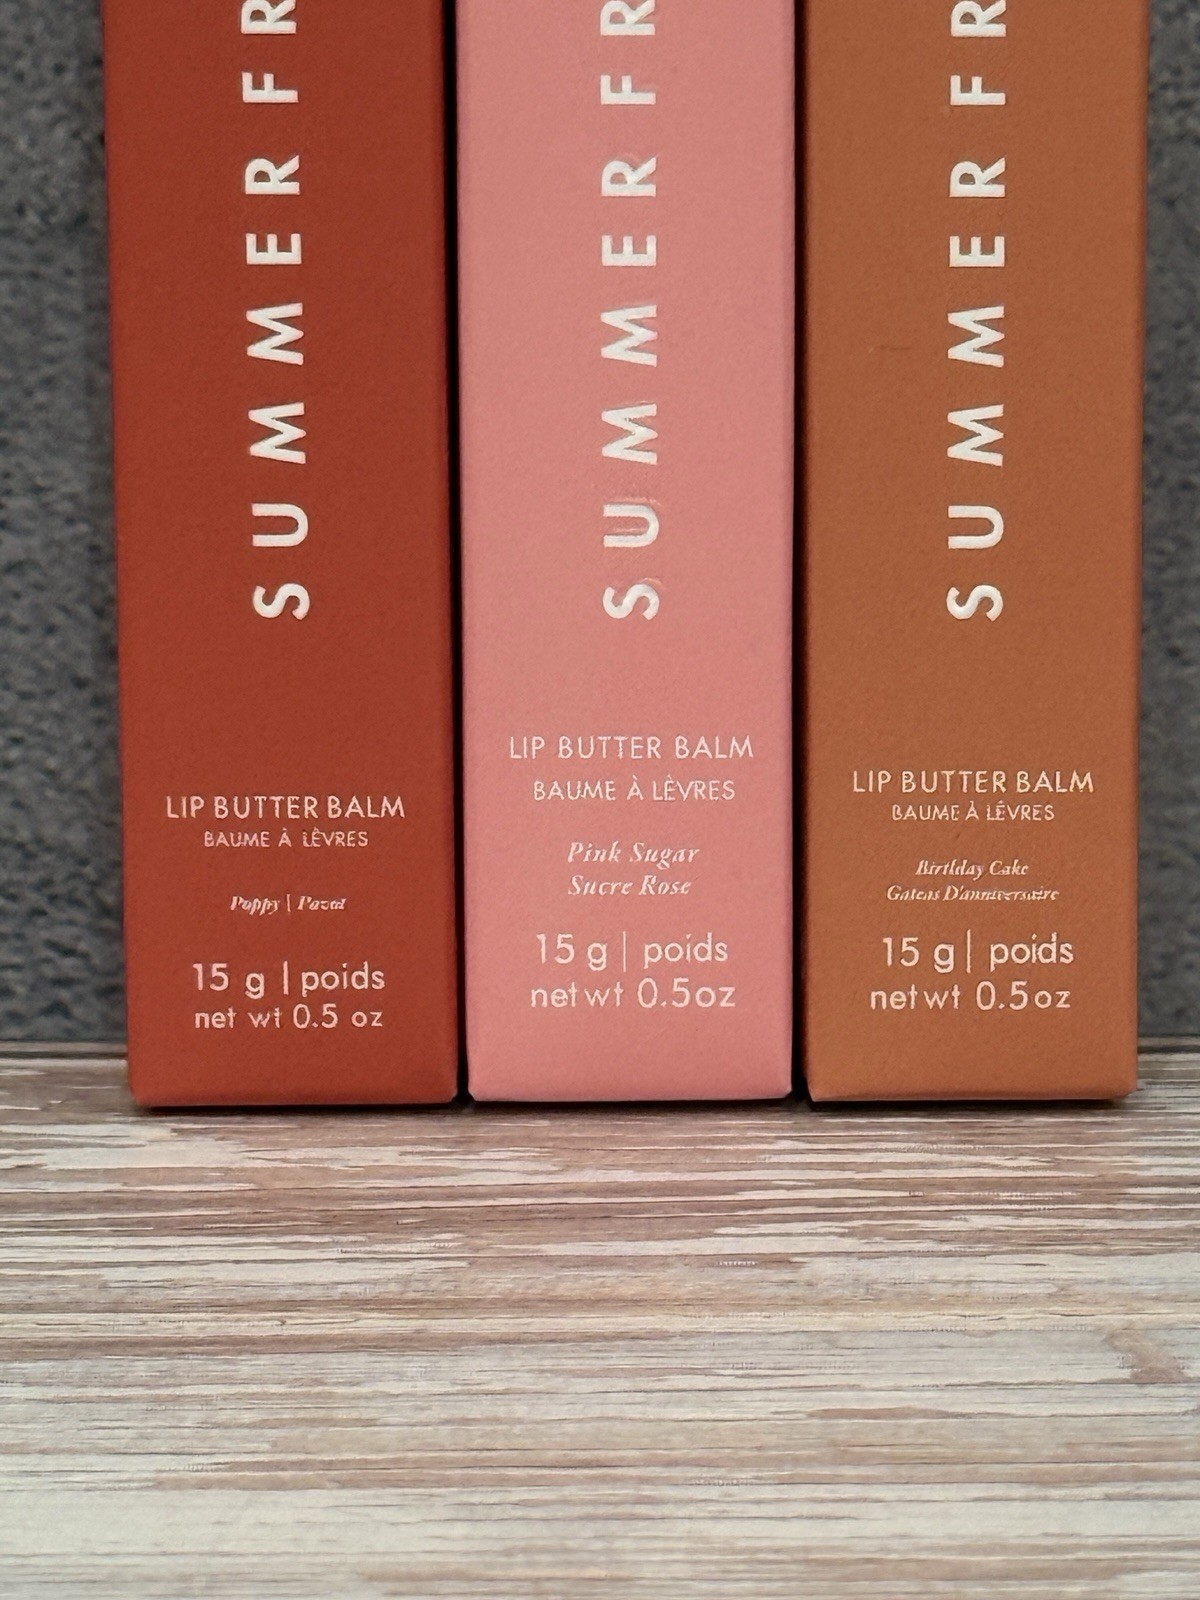 SUMMERFR
LIP BUTTER BALM
BAUME À LÈVRES
Poppy | Pavot
15 g | poids
net wt 0.5 oz
SUMMERFR
LIP BUTTER BALM
BAUME À LÈVRES
Pink Sugar
Sucre Rose
15 g | poids
net wt 0.5oz
SUMMERFR
LIP BUTTER BALM
BAUME À LÈVRES
Birthday Cake
D'anniversaire
15 g | poids
net wt 0.5oz